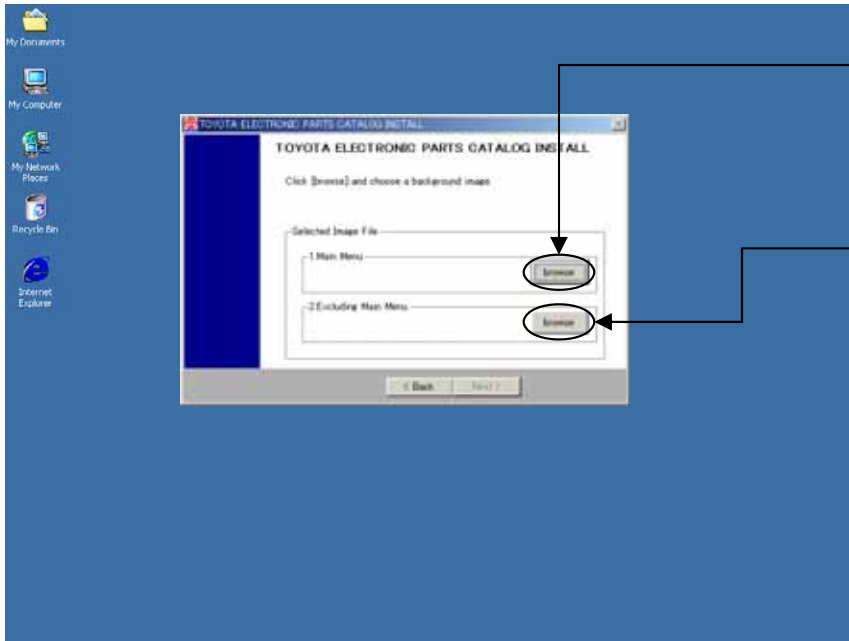 My Documents
My Computer
My Network
Places
Recycle Bin
Internet
Explorer
TOYOTA ELECTRONIC PARTS CATALOG INSTALL
TOYOTA ELECTRONIC PARTS CATALOG INSTALL
Click [browse] and choose a background image
Selected Image File
1.Main Menu
browse
2.Excluding Main Menu
browse
< Back
Next >